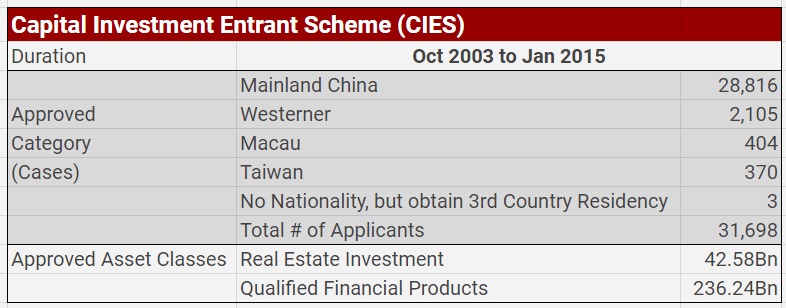 Capital Investment Entrant Scheme (CIES)
Duration Oct 2003 to Jan 2015
Mainland China 28,816
Approved Westerner 2,105
Category Macau 404
(Cases) Taiwan 370
No Nationality, but obtain 3rd Country Residency 3
Total # of Applicants 31,698
Approved Asset Classes Real Estate Investment 42.58Bn
Qualified Financial Products 236.24Bn